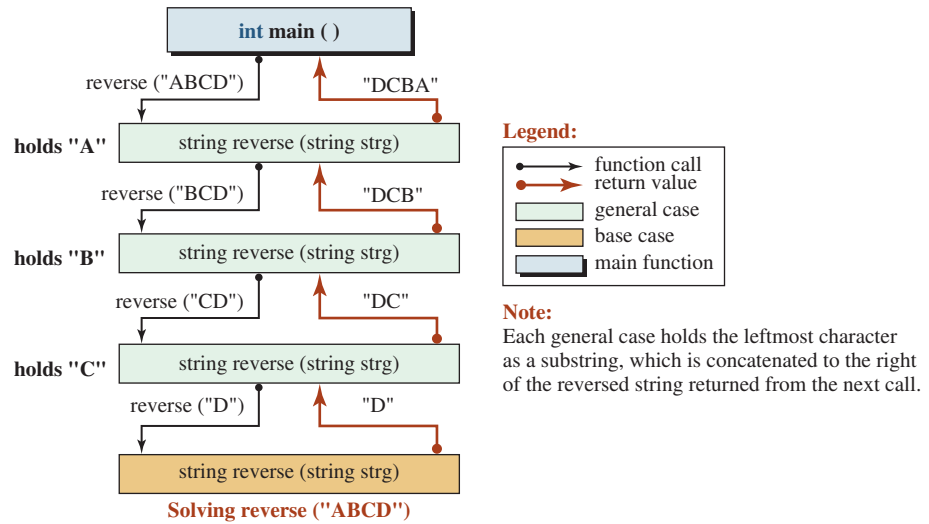 int main ( )
reverse ("ABCD")
"DCBA"
holds "A"
string reverse (string strg)
reverse ("BCD")
"DCB"
holds "B"
string reverse (string strg)
reverse ("CD")
"DC"
holds "C"
string reverse (string strg)
reverse ("D")
"D"
string reverse (string strg)
Solving reverse ("ABCD")
Legend:
function call
return value
general case
base case
main function
Note:
Each general case holds the leftmost character
as a substring, which is concatenated to the right
of the reversed string returned from the next call.